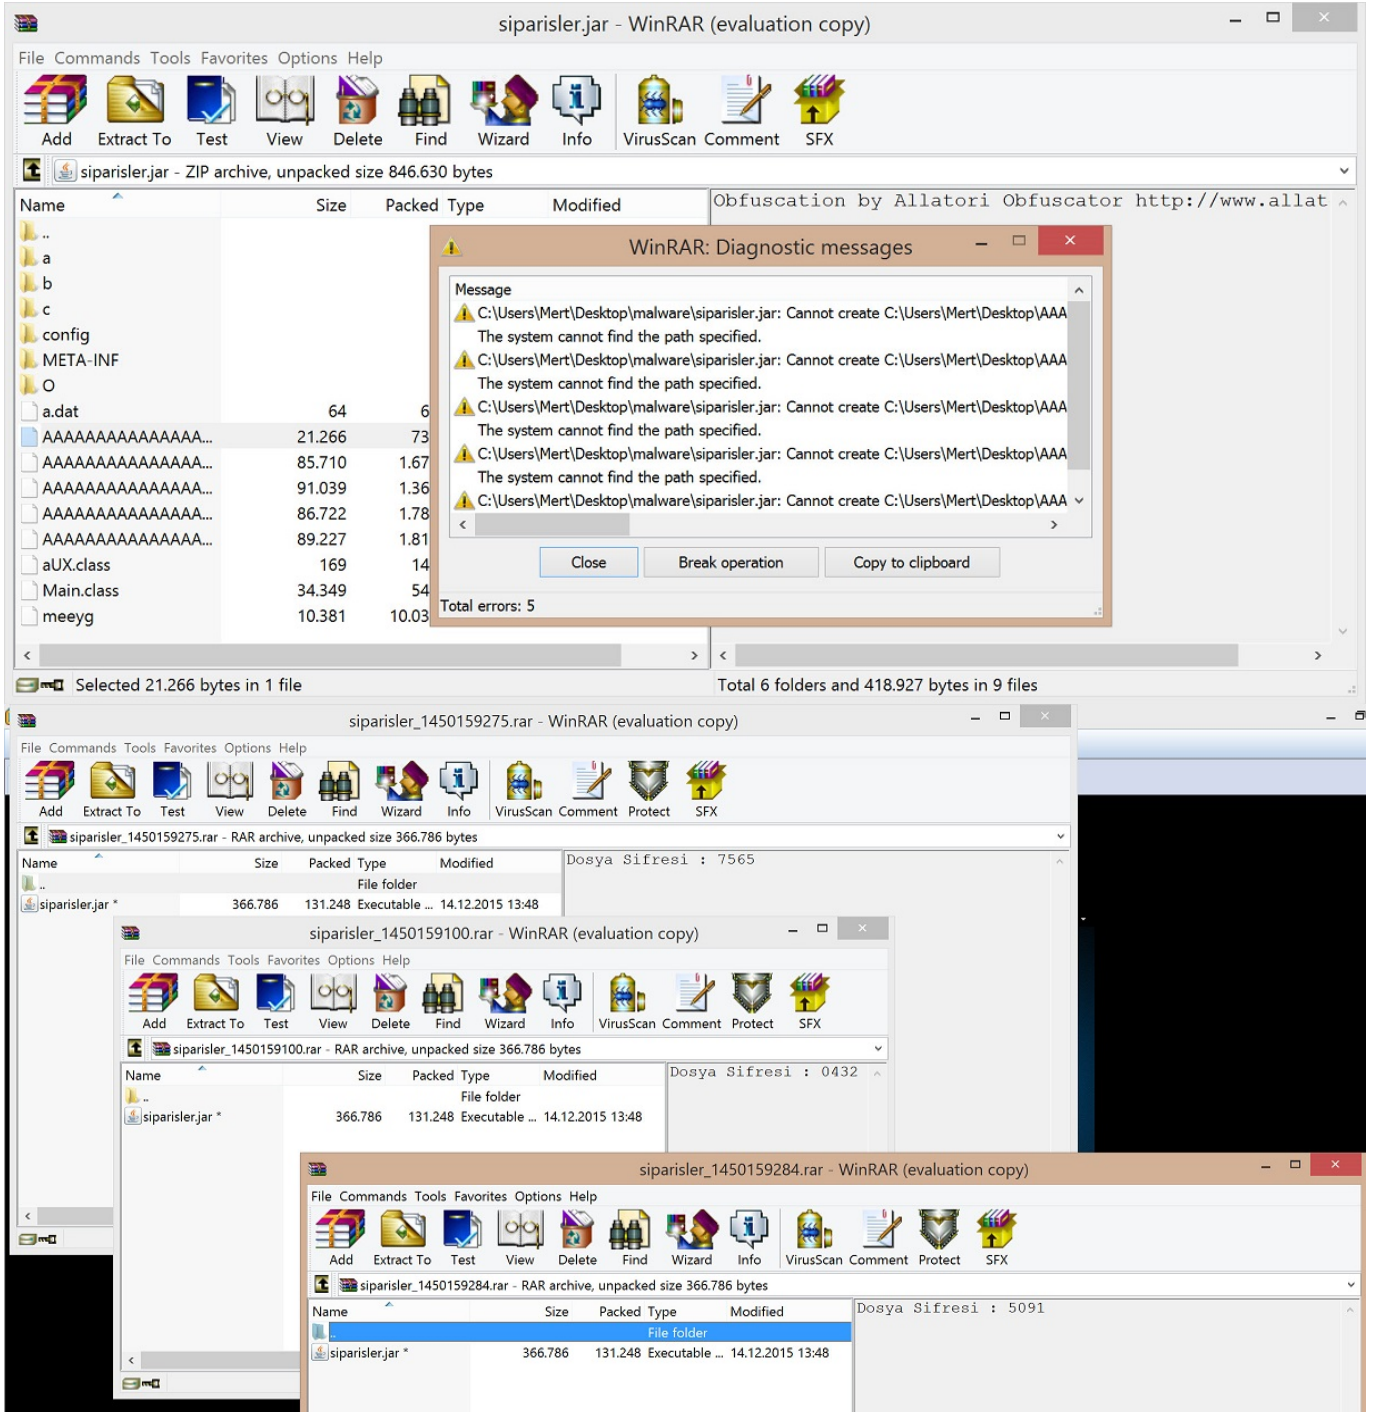 siparisler.jar - WinRAR (evaluation copy)
File Commands Tools Favorites Options Help
Add Extract To Test View Delete Find Wizard Info VirusScan Comment SFX
siparisler.jar - ZIP archive, unpacked size 846.630 bytes
Name Size Packed Type Modified
Obfuscation by Allatori Obfuscator http://www.allat
..
a
b
c
config
META-INF
O
a.dat 64 6
AAAAAAAAAAAAAAA... 21.266 73
AAAAAAAAAAAAAAA... 85.710 1.67
AAAAAAAAAAAAAAA... 91.039 1.36
AAAAAAAAAAAAAAA... 86.722 1.78
AAAAAAAAAAAAAAA... 89.227 1.81
aUX.class 169 14
Main.class 34.349 54
meeyg 10.381 10.03
WinRAR: Diagnostic messages
Message
C:\Users\Mert\Desktop\malware\siparisler.jar: Cannot create C:\Users\Mert\Desktop\AAA
The system cannot find the path specified.
C:\Users\Mert\Desktop\malware\siparisler.jar: Cannot create C:\Users\Mert\Desktop\AAA
The system cannot find the path specified.
C:\Users\Mert\Desktop\malware\siparisler.jar: Cannot create C:\Users\Mert\Desktop\AAA
The system cannot find the path specified.
C:\Users\Mert\Desktop\malware\siparisler.jar: Cannot create C:\Users\Mert\Desktop\AAA
The system cannot find the path specified.
C:\Users\Mert\Desktop\malware\siparisler.jar: Cannot create C:\Users\Mert\Desktop\AAA
Close Break operation Copy to clipboard
Total errors: 5
Selected 21.266 bytes in 1 file
Total 6 folders and 418.927 bytes in 9 files
siparisler_1450159275.rar - WinRAR (evaluation copy)
File Commands Tools Favorites Options Help
Add Extract To Test View Delete Find Wizard Info VirusScan Comment Protect SFX
siparisler_1450159275.rar - RAR archive, unpacked size 366.786 bytes
Name Size Packed Type Modified
Dosya Sifresi : 7565
.. File folder
siparisler.jar * 366.786 131.248 Executable ... 14.12.2015 13:48
siparisler_1450159100.rar - WinRAR (evaluation copy)
File Commands Tools Favorites Options Help
Add Extract To Test View Delete Find Wizard Info VirusScan Comment Protect SFX
siparisler_1450159100.rar - RAR archive, unpacked size 366.786 bytes
Name Size Packed Type Modified
Dosya Sifresi : 0432
.. File folder
siparisler.jar * 366.786 131.248 Executable ... 14.12.2015 13:48
siparisler_1450159284.rar - WinRAR (evaluation copy)
File Commands Tools Favorites Options Help
Add Extract To Test View Delete Find Wizard Info VirusScan Comment Protect SFX
siparisler_1450159284.rar - RAR archive, unpacked size 366.786 bytes
Name Size Packed Type Modified
Dosya Sifresi : 5091
.. File folder
siparisler.jar * 366.786 131.248 Executable ... 14.12.2015 13:48